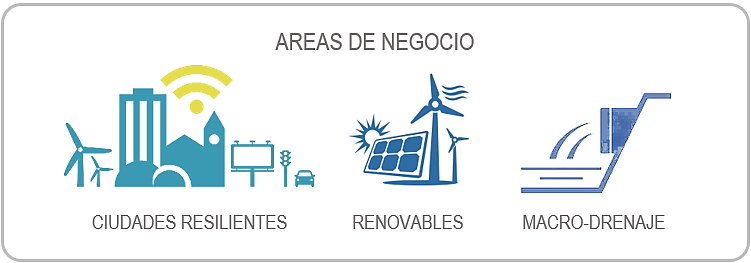 AREAS DE NEGOCIO
CIUDADES RESILIENTES
RENOVABLES
MACRO-DRENAJE